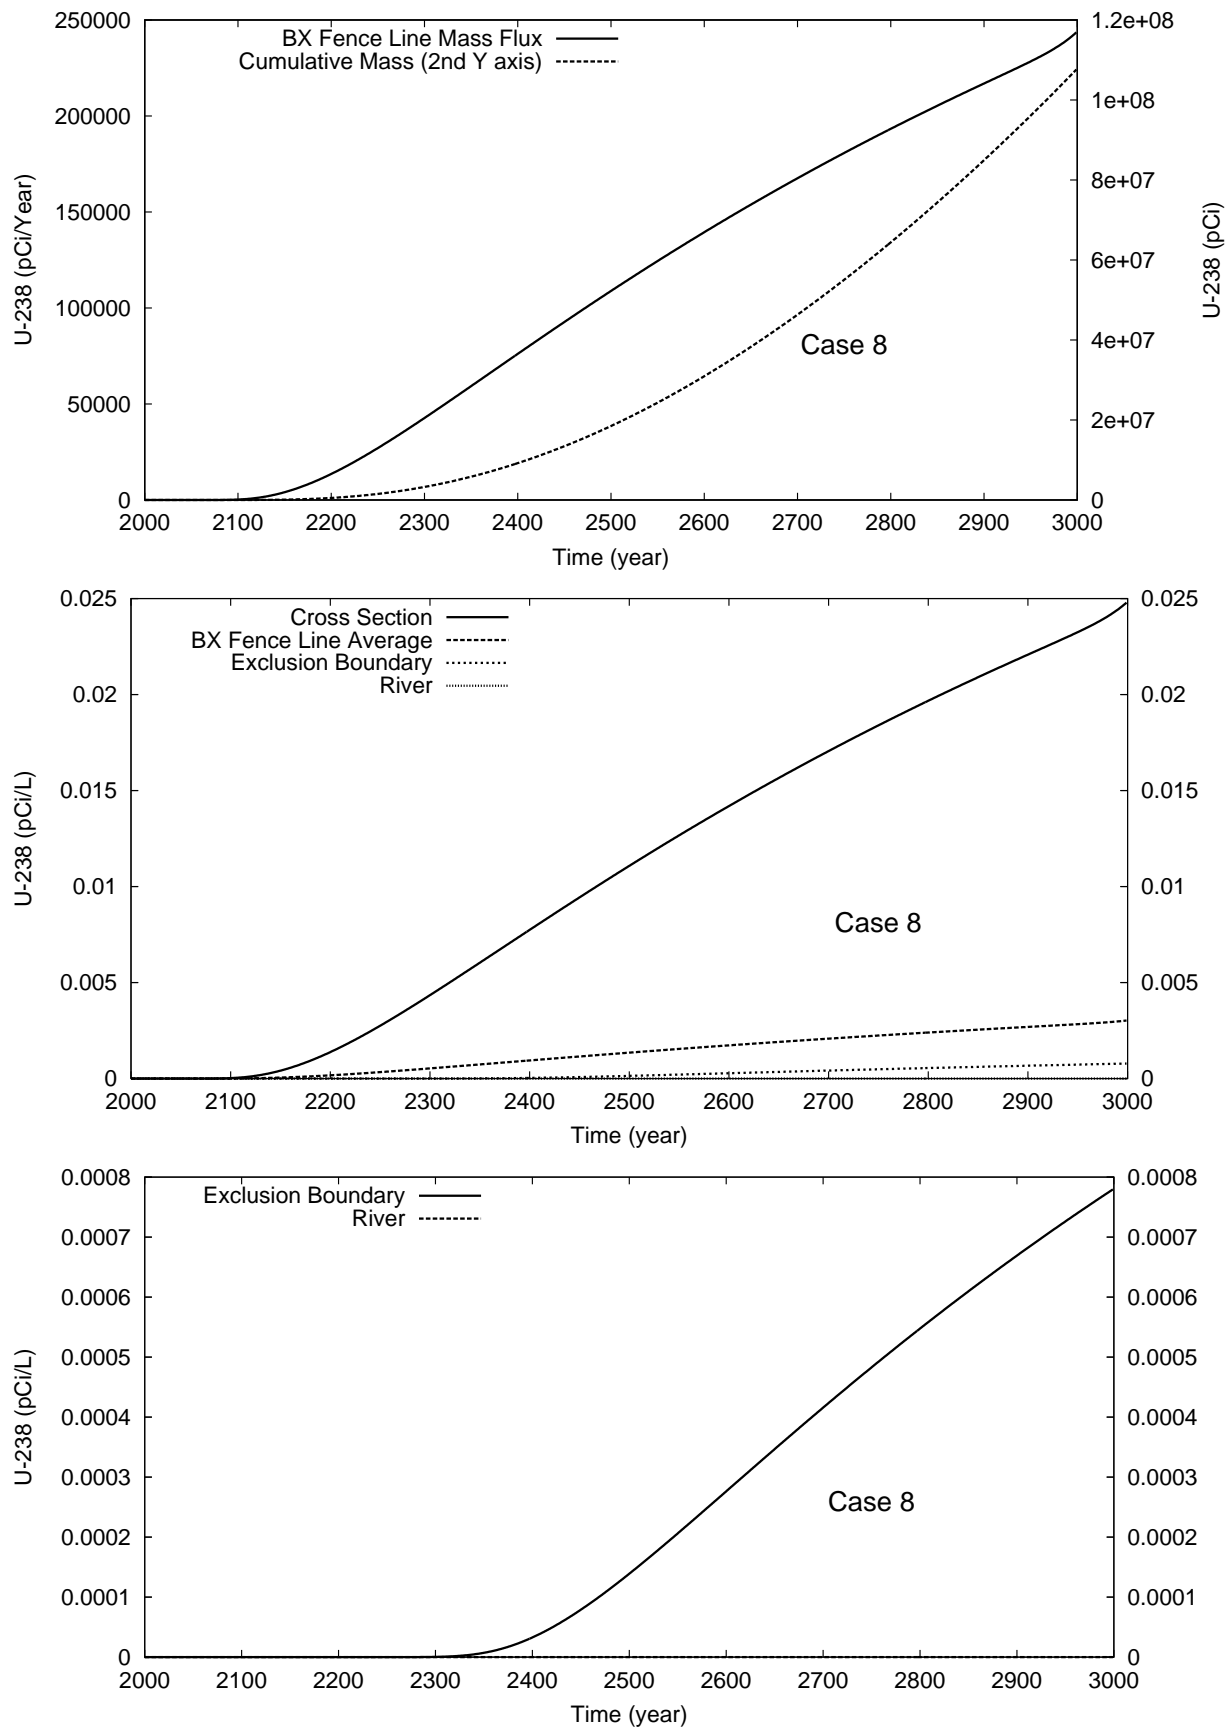 250000
200000
150000
100000
50000
0
U-238 (pCi/Year)
BX Fence Line Mass Flux
Cumulative Mass (2nd Y axis)
Case 8
1.2e+08
1e+08
8e+07
6e+07
4e+07
2e+07
0
U-238 (pCi)
2000 2100 2200 2300 2400 2500 2600 2700 2800 2900 3000
Time (year)
0.025
0.02
0.015
0.01
0.005
0
U-238 (pCi/L)
Cross Section
BX Fence Line Average
Exclusion Boundary
River
Case 8
0.025
0.02
0.015
0.01
0.005
0
2000 2100 2200 2300 2400 2500 2600 2700 2800 2900 3000
Time (year)
0.0008
0.0007
0.0006
0.0005
0.0004
0.0003
0.0002
0.0001
0
U-238 (pCi/L)
Exclusion Boundary
River
Case 8
0.0008
0.0007
0.0006
0.0005
0.0004
0.0003
0.0002
0.0001
0
2000 2100 2200 2300 2400 2500 2600 2700 2800 2900 3000
Time (year)